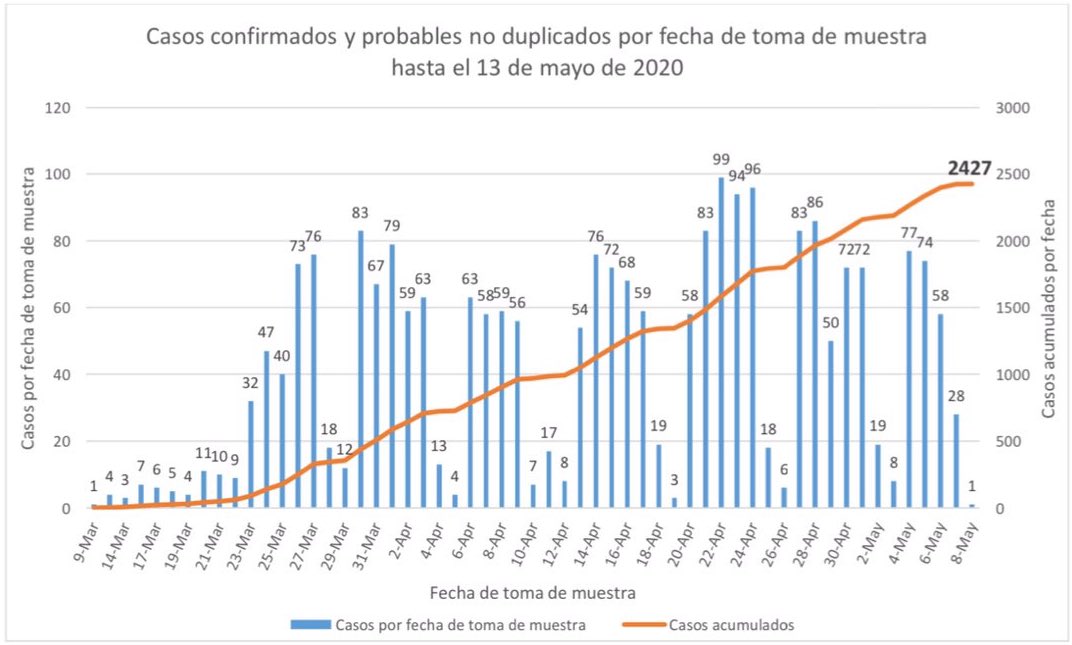 Casos confirmados y probables no duplicados por fecha de toma de muestra
hasta el 13 de mayo de 2020
Casos por fecha de toma de muestra
120
100
80
60
40
20
0
1
4
3
7
6
5
4
11
10
9
32
47
40
73
76
18
12
83
67
79
59
63
13
4
63
58
59
56
7
17
8
54
76
72
68
59
19
3
58
83
99
94
96
18
6
83
86
50
72
72
19
8
77
74
58
28
1
2427
3000
2500
2000
1500
1000
500
0
Casos acumulados por fecha
9-Mar
14-Mar
17-Mar
19-Mar
21-Mar
23-Mar
25-Mar
27-Mar
29-Mar
31-Mar
2-Apr
4-Apr
6-Apr
8-Apr
10-Apr
12-Apr
14-Apr
16-Apr
18-Apr
20-Apr
22-Apr
24-Apr
26-Apr
28-Apr
30-Apr
2-May
4-May
6-May
8-May
Fecha de toma de muestra
Casos por fecha de toma de muestra
Casos acumulados